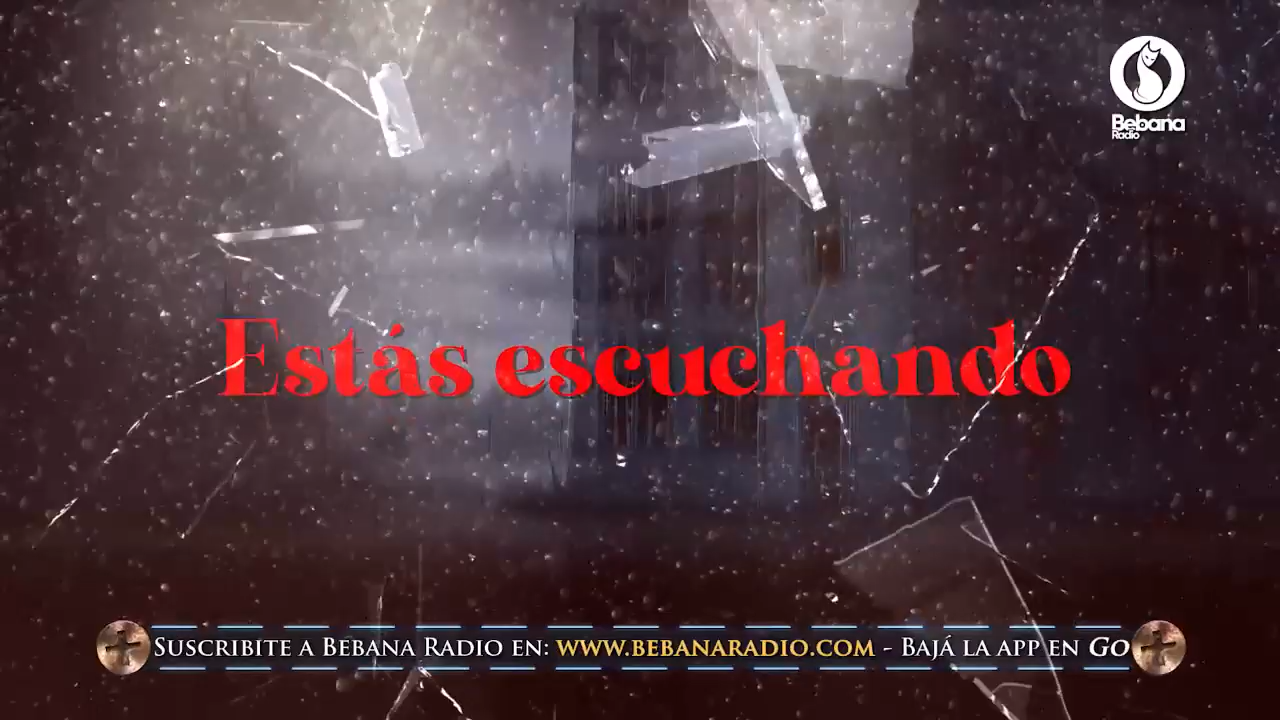 Bebana
Radio
Estás escuchando
SUSCRIBITE A BEBANA RADIO EN: WWW.BEBANARADIO.COM - BAJÁ LA APP EN GO